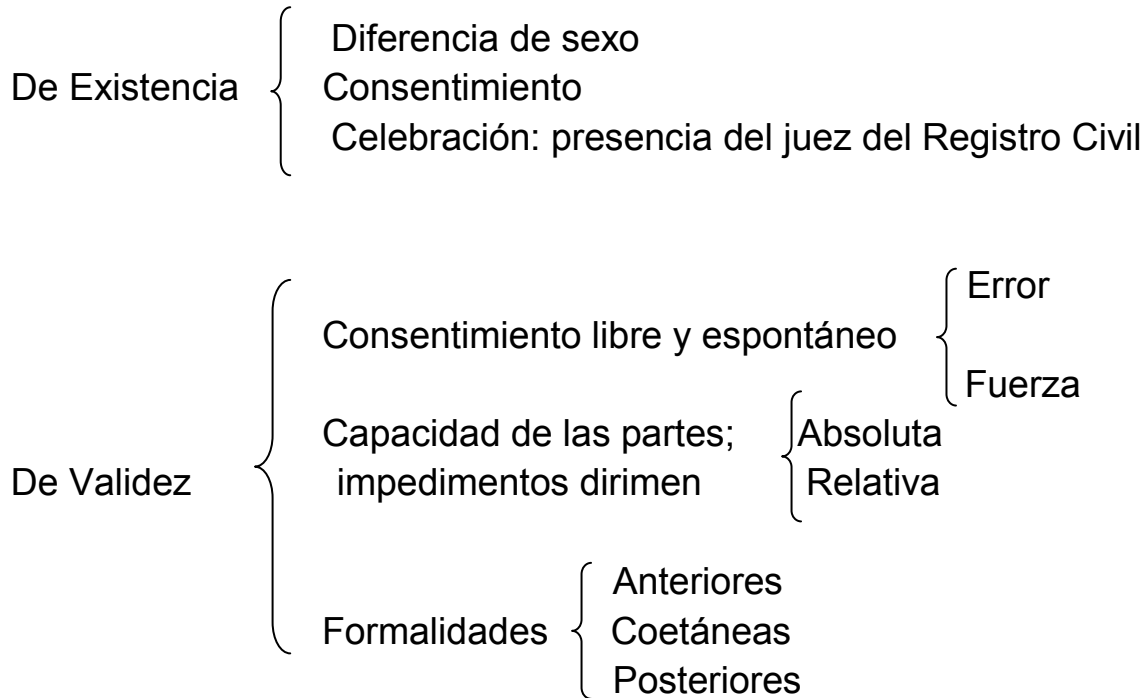 De Existencia
Diferencia de sexo
Consentimiento
Celebración: presencia del juez del Registro Civil
De Validez
Consentimiento libre y espontáneo
Error
Fuerza
Capacidad de las partes;
impedimentos dirimen
Absoluta
Relativa
Formalidades
Anteriores
Coetáneas
Posteriores